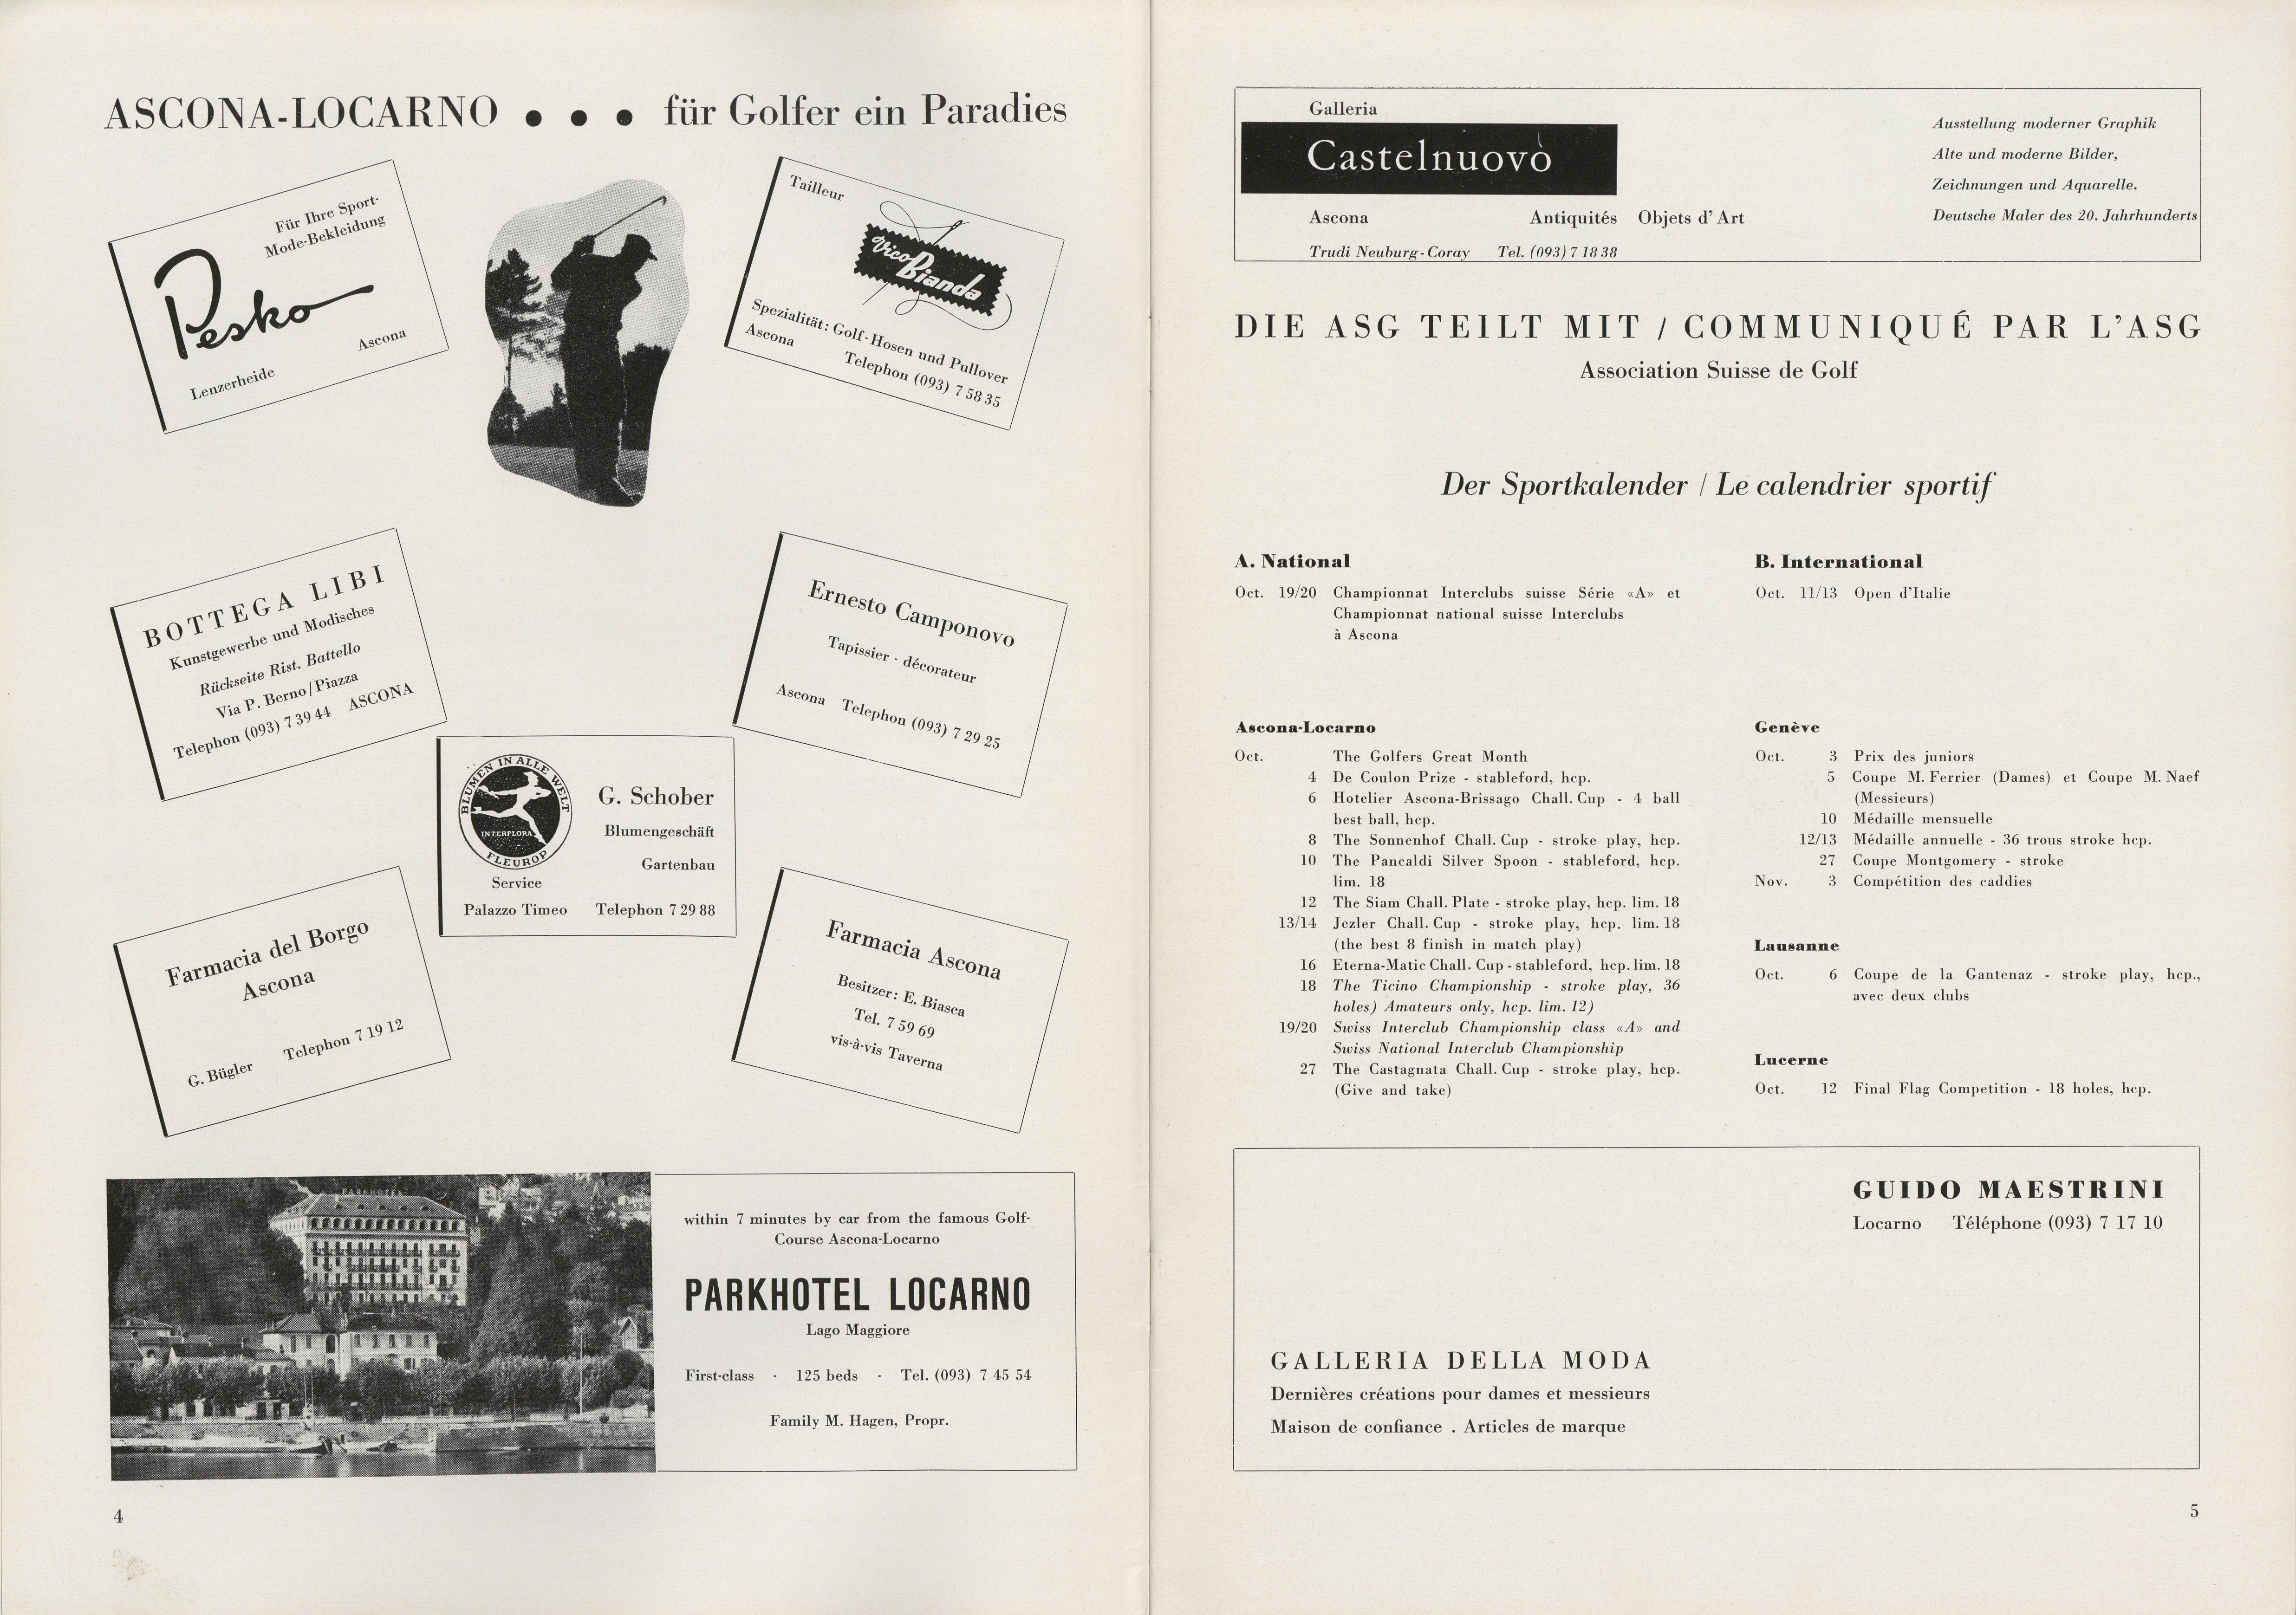 ASCONA-LOCARNO • • • für Golfer ein Paradies
Für Ihre Sport-
Mode-Bekleidung
Pesko
Ascona
Lenzerheide
Tailleur
Vico Bianda
Spezialität: Golf-Hosen und Pullover
Ascona Telephon (093) 7 58 35
BOTTEGA LIBI
Kunstgewerbe und Modisches
Rückseite Rist. Battello
Via P. Berno/Piazza
Telephon (093) 7 39 44 ASCONA
Ernesto Camponovo
Tapissier - décorateur
Ascona Telephon (093) 7 29 25
BLUMEN IN ALLE WELT
INTERFLORA
FLEUROP
Service
Palazzo Timeo
G. Schober
Blumengeschäft
Gartenbau
Telephon 7 29 88
Farmacia del Borgo
Ascona
G. Bügler Telephon 7 19 12
Farmacia Ascona
Besitzer: E. Biasca
Tel. 7 59 69
vis-à-vis Taverna
PARKHOTEL
within 7 minutes by car from the famous Golf-
Course Ascona-Locarno
PARKHOTEL LOCARNO
Lago Maggiore
First-class - 125 beds - Tel. (093) 7 45 54
Family M. Hagen, Propr.
4
Galleria
Castelnuovò
Ascona Antiquités Objets d'Art
Trudi Neuburg-Coray Tel. (093) 7 18 38
Ausstellung moderner Graphik
Alte und moderne Bilder,
Zeichnungen und Aquarelle.
Deutsche Maler des 20. Jahrhunderts
DIE ASG TEILT MIT / COMMUNIQUÉ PAR L'ASG
Association Suisse de Golf
Der Sportkalender / Le calendrier sportif
A. National
Oct. 19/20 Championnat Interclubs suisse Série «A» et
Championnat national suisse Interclubs
à Ascona
B. International
Oct. 11/13 Open d'Italie
Ascona-Locarno
Oct. The Golfers Great Month
4 De Coulon Prize - stableford, hcp.
6 Hotelier Ascona-Brissago Chall. Cup - 4 ball
best ball, hcp.
8 The Sonnenhof Chall. Cup - stroke play, hcp.
10 The Pancaldi Silver Spoon - stableford, hcp.
lim. 18
12 The Siam Chall. Plate - stroke play, hcp. lim. 18
13/14 Jezler Chall. Cup - stroke play, hcp. lim. 18
(the best 8 finish in match play)
16 Eterna-Matic Chall. Cup - stableford, hcp. lim. 18
18 The Ticino Championship - stroke play, 36
holes) Amateurs only, hcp. lim. 12)
19/20 Swiss Interclub Championship class «A» and
Swiss National Interclub Championship
27 The Castagnata Chall. Cup - stroke play, hcp.
(Give and take)
Genève
Oct. 3 Prix des juniors
5 Coupe M. Ferrier (Dames) et Coupe M. Naef
(Messieurs)
10 Médaille mensuelle
12/13 Médaille annuelle - 36 trous stroke hcp.
27 Coupe Montgomery - stroke
Nov. 3 Compétition des caddies
Lausanne
Oct. 6 Coupe de la Gantenaz - stroke play, hcp.,
avec deux clubs
Lucerne
Oct. 12 Final Flag Competition - 18 holes, hcp.
GUIDO MAESTRINI
Locarno Téléphone (093) 7 17 10
GALLERIA DELLA MODA
Dernières créations pour dames et messieurs
Maison de confiance . Articles de marque
5